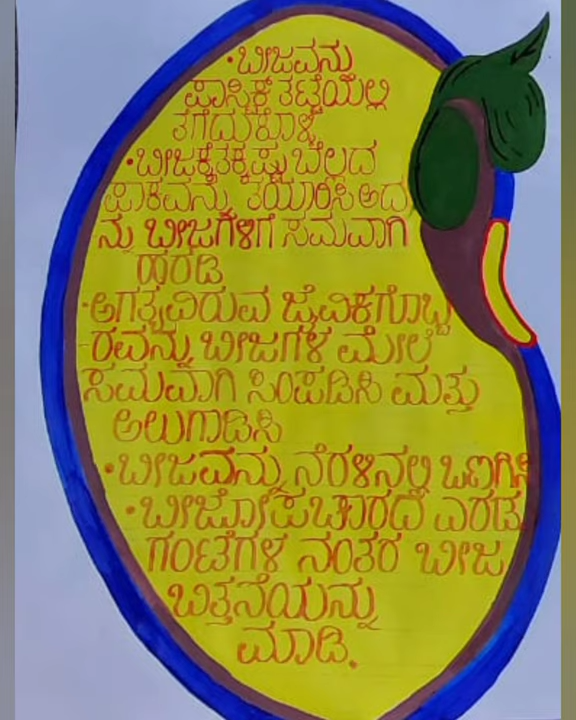 •ಬೀಜವನ್ನು
ಪ್ಲಾಸ್ಟಿಕ್ ತಟ್ಟೆಯಲ್ಲಿ
ತೆಗೆದುಕೊಳ್ಳಿ
•ಬೀಜಕ್ಕೆ ತಕ್ಕಷ್ಟು ಬೆಲ್ಲದ
ಪಾಕವನ್ನು ತಯಾರಿಸಿ ಅದ
ನ್ನು ಬೀಜಗಳಿಗೆ ಸಮವಾಗಿ
ಹರಡಿ
•ಅಗತ್ಯವಿರುವ ಜೈವಿಕಗೊಬ್ಬ
ರವನ್ನು ಬೀಜಗಳ ಮೇಲೆ
ಸಮವಾಗಿ ಸಿಂಪಡಿಸಿ ಮತ್ತು
ಅಲುಗಾಡಿಸಿ
•ಬೀಜವನ್ನು ನೆರಳಿನಲ್ಲಿ ಒಣಗಿಸಿ
•ಬೀಜೋಪಚಾರದ ಎರಡು
ಗಂಟೆಗಳ ನಂತರ ಬೀಜ
ಬಿತ್ತನೆಯನ್ನು
ಮಾಡಿ.